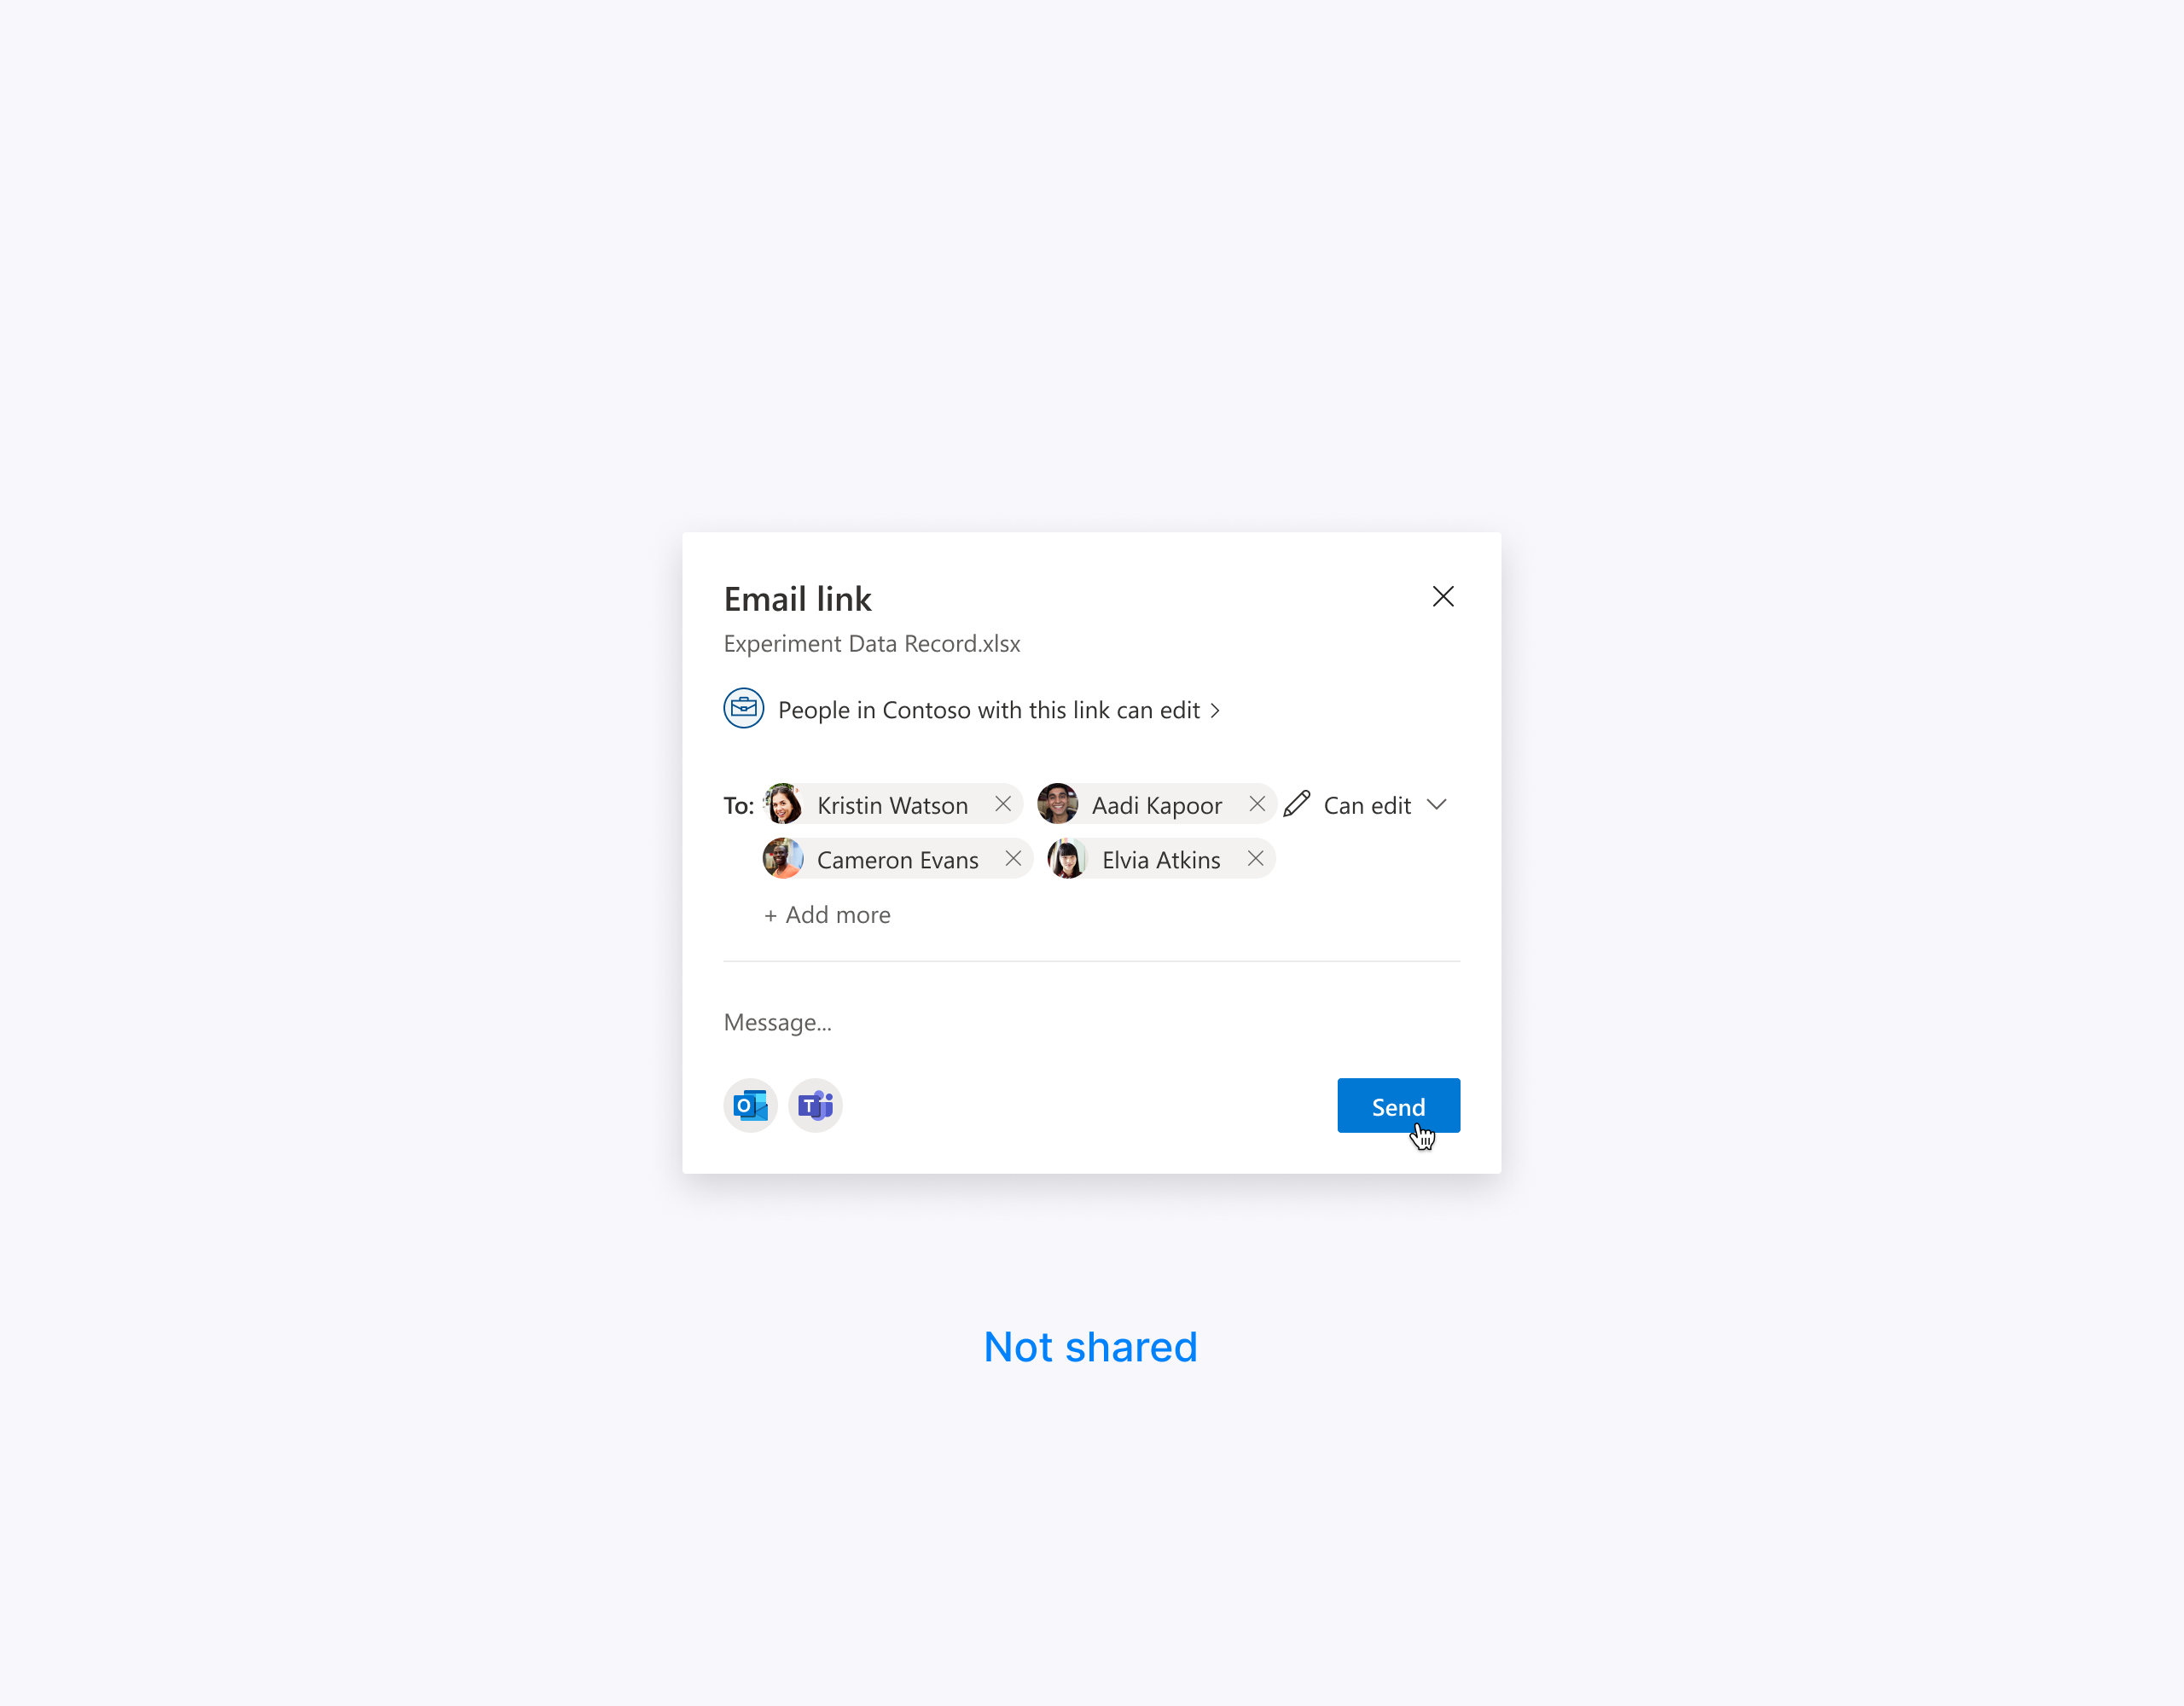 Email link
Experiment Data Record.xlsx
People in Contoso with this link can edit
To: Kristin Watson Aadi Kapoor Can edit
Cameron Evans Elvia Atkins
+ Add more
Message...
O T Send
Not shared